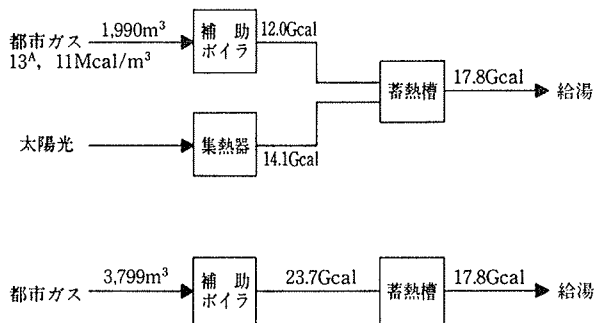 都市ガス 1,990m³ 補助ボイラ 12.0Gcal
13ᴬ, 11Mcal/m³
蓄熱槽 17.8Gcal 給湯
太陽光 集熱器 14.1Gcal
都市ガス 3,799m³ 補助ボイラ 23.7Gcal 蓄熱槽 17.8Gcal 給湯